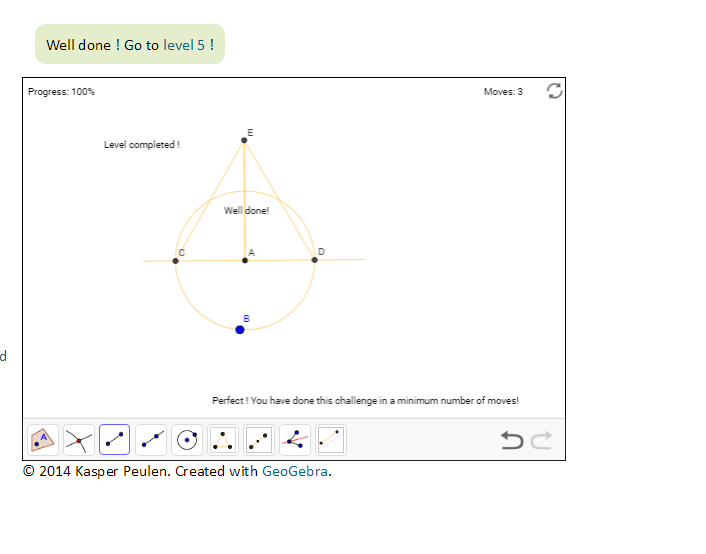 Well done ! Go to level 5 !
Progress: 100%
Moves: 3
E
Level completed !
Well done!
C
A
D
B
d
Perfect ! You have done this challenge in a minimum number of moves!
A
© 2014 Kasper Peulen. Created with GeoGebra.